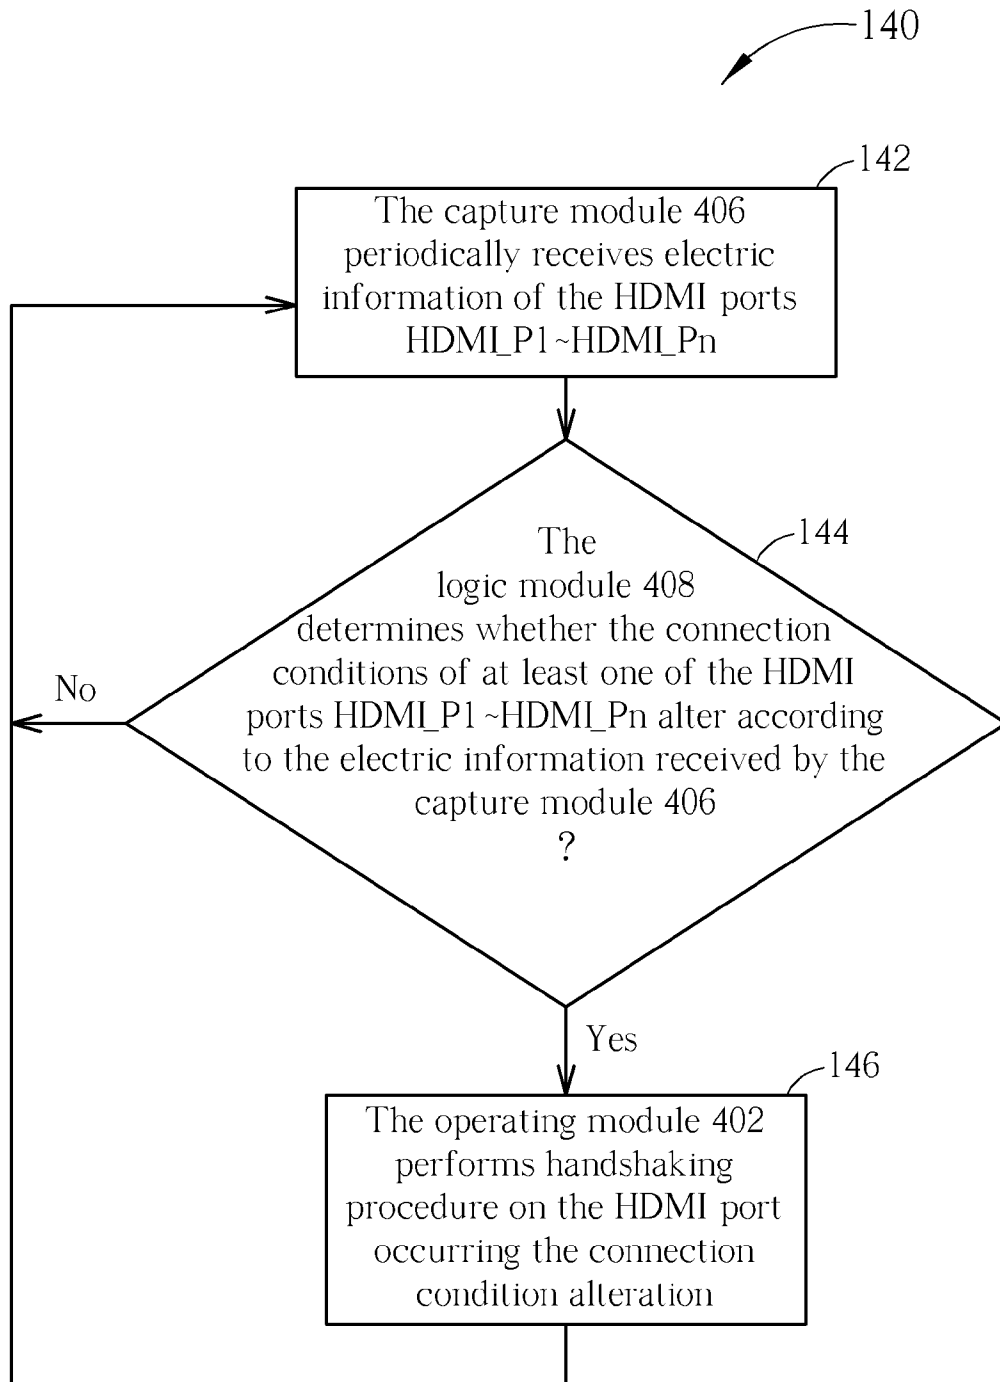 140
142
The capture module 406
periodically receives electric
information of the HDMI ports
HDMI_P1~HDMI_Pn
144
The
logic module 408
determines whether the connection
conditions of at least one of the HDMI
ports HDMI_P1~HDMI_Pn alter according
to the electric information received by the
capture module 406
?
No
Yes
146
The operating module 402
performs handshaking
procedure on the HDMI port
occurring the connection
condition alteration